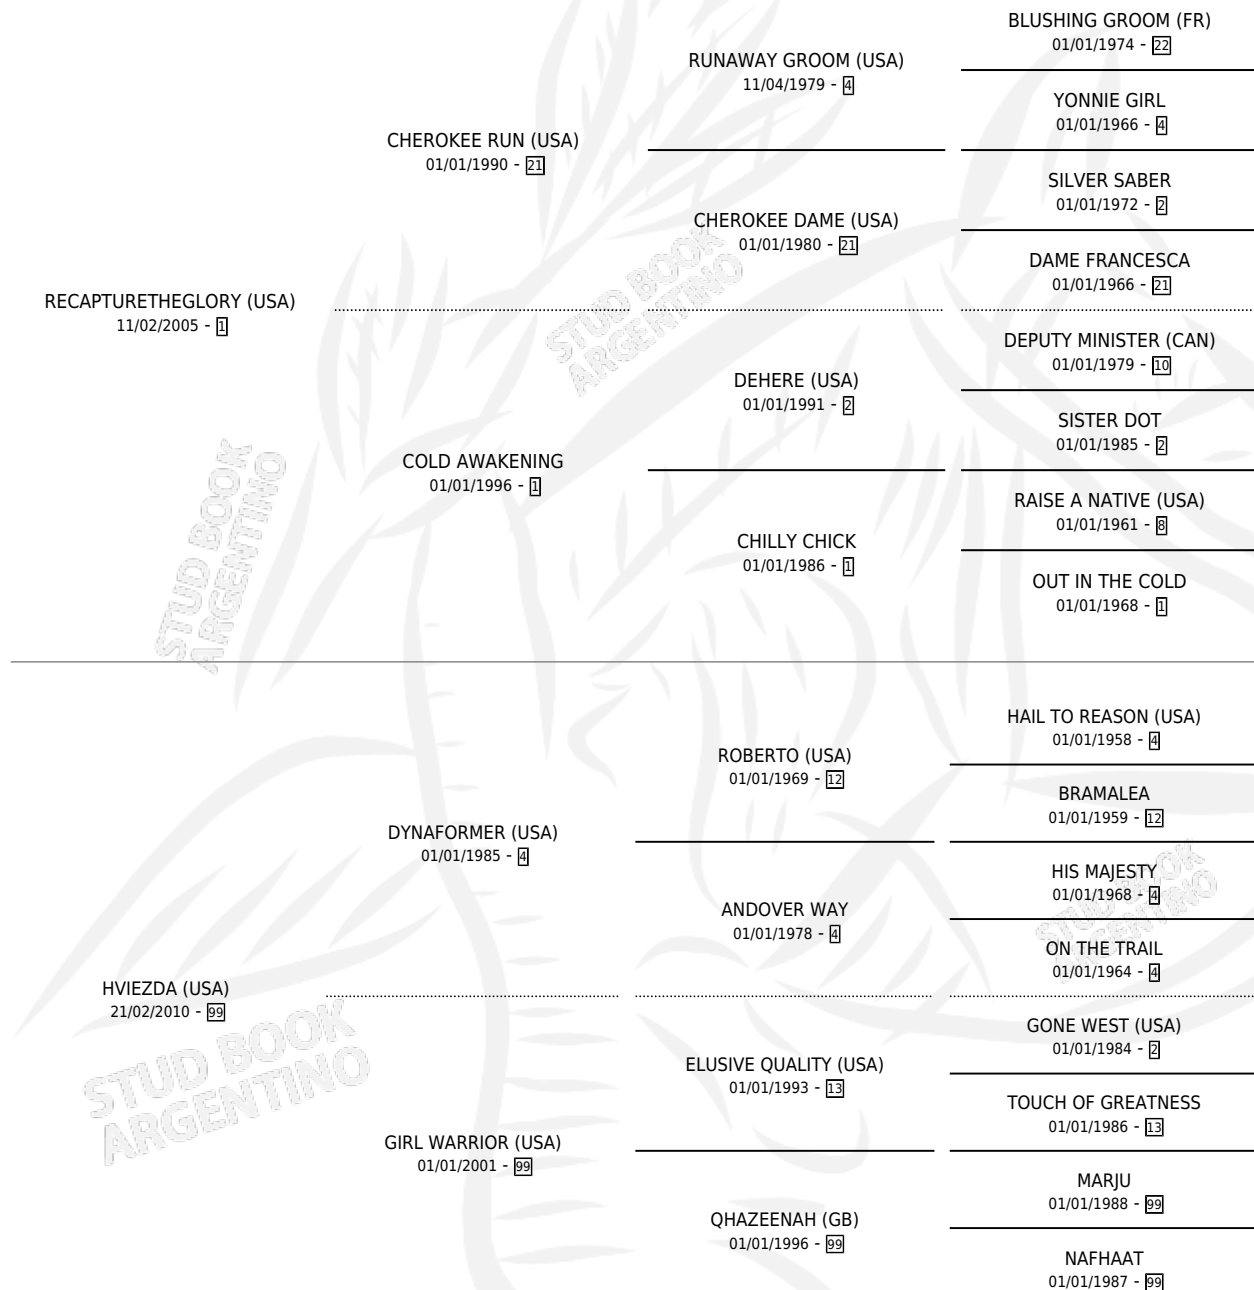 BLUSHING GROOM (FR)
01/01/1974 - 22
RUNAWAY GROOM (USA)
11/04/1979 - 4
YONNIE GIRL
01/01/1966 - 4
CHEROKEE RUN (USA)
01/01/1990 - 21
SILVER SABER
01/01/1972 - 2
CHEROKEE DAME (USA)
01/01/1980 - 21
DAME FRANCESCA
01/01/1966 - 21
RECAPTURETHEGLORY (USA)
11/02/2005 - 1
STUD BOOK
ARGENTINO
DEPUTY MINISTER (CAN)
01/01/1979 - 10
DEHERE (USA)
01/01/1991 - 2
SISTER DOT
01/01/1985 - 2
COLD AWAKENING
01/01/1996 - 1
RAISE A NATIVE (USA)
01/01/1961 - 8
CHILLY CHICK
01/01/1986 - 1
OUT IN THE COLD
01/01/1968 - 1
STUD BOOK
ARGENTINO
HAIL TO REASON (USA)
01/01/1958 - 4
ROBERTO (USA)
01/01/1969 - 12
BRAMALEA
01/01/1959 - 12
DYNAFORMER (USA)
01/01/1985 - 4
HIS MAJESTY
01/01/1968 - 4
ANDOVER WAY
01/01/1978 - 4
ON THE TRAIL
01/01/1964 - 4
STUD BOOK
ARGENTINO
HVIEZDA (USA)
21/02/2010 - 99
GONE WEST (USA)
01/01/1984 - 2
ELUSIVE QUALITY (USA)
01/01/1993 - 13
TOUCH OF GREATNESS
01/01/1986 - 13
STUD BOOK
ARGENTINO
GIRL WARRIOR (USA)
01/01/2001 - 99
MARJU
01/01/1988 - 99
QHAZEENAH (GB)
01/01/1996 - 99
NAFHAAT
01/01/1987 - 99